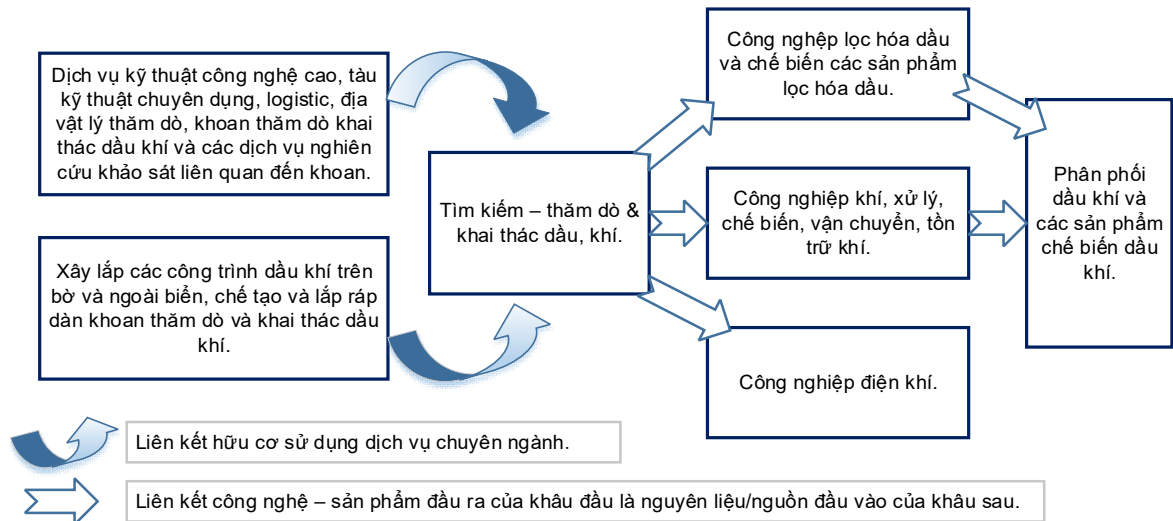 Dịch vụ kỹ thuật công nghệ cao, tàu
kỹ thuật chuyên dụng, logistic, địa
vật lý thăm dò, khoan thăm dò khai
thác dầu khí và các dịch vụ nghiên
cứu khảo sát liên quan đến khoan.
Xây lắp các công trình dầu khí trên
bờ và ngoài biển, chế tạo và lắp ráp
dàn khoan thăm dò và khai thác dầu
khí.
Tìm kiếm – thăm dò &
khai thác dầu, khí.
Công nghệp lọc hóa dầu
và chế biến các sản phẩm
lọc hóa dầu.
Công nghiệp khí, xử lý,
chế biến, vận chuyển, tồn
trữ khí.
Công nghiệp điện khí.
Phân phối
dầu khí và
các sản phẩm
chế biến dầu
khí.
Liên kết hữu cơ sử dụng dịch vụ chuyên ngành.
Liên kết công nghệ – sản phẩm đầu ra của khâu đầu là nguyên liệu/nguồn đầu vào của khâu sau.